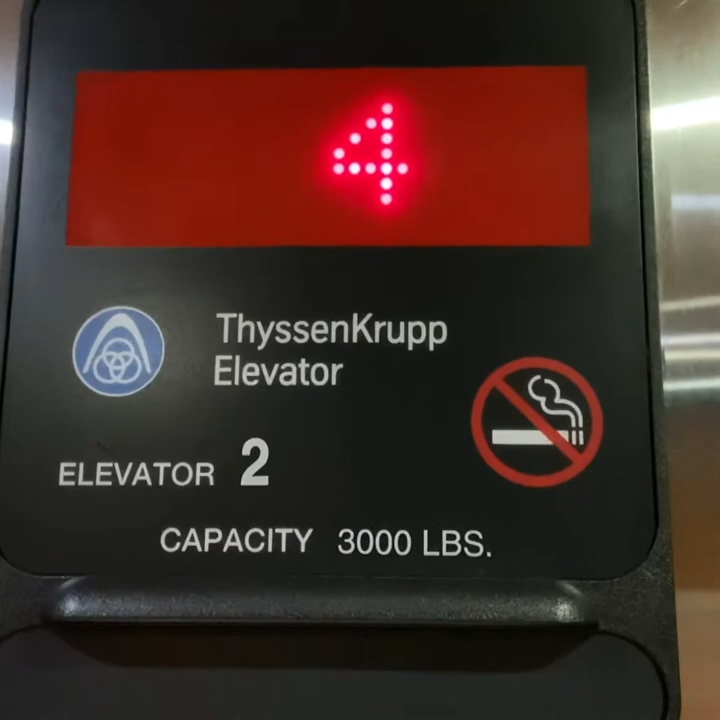 4
ThyssenKrupp
Elevator
ELEVATOR 2
CAPACITY 3000 LBS.